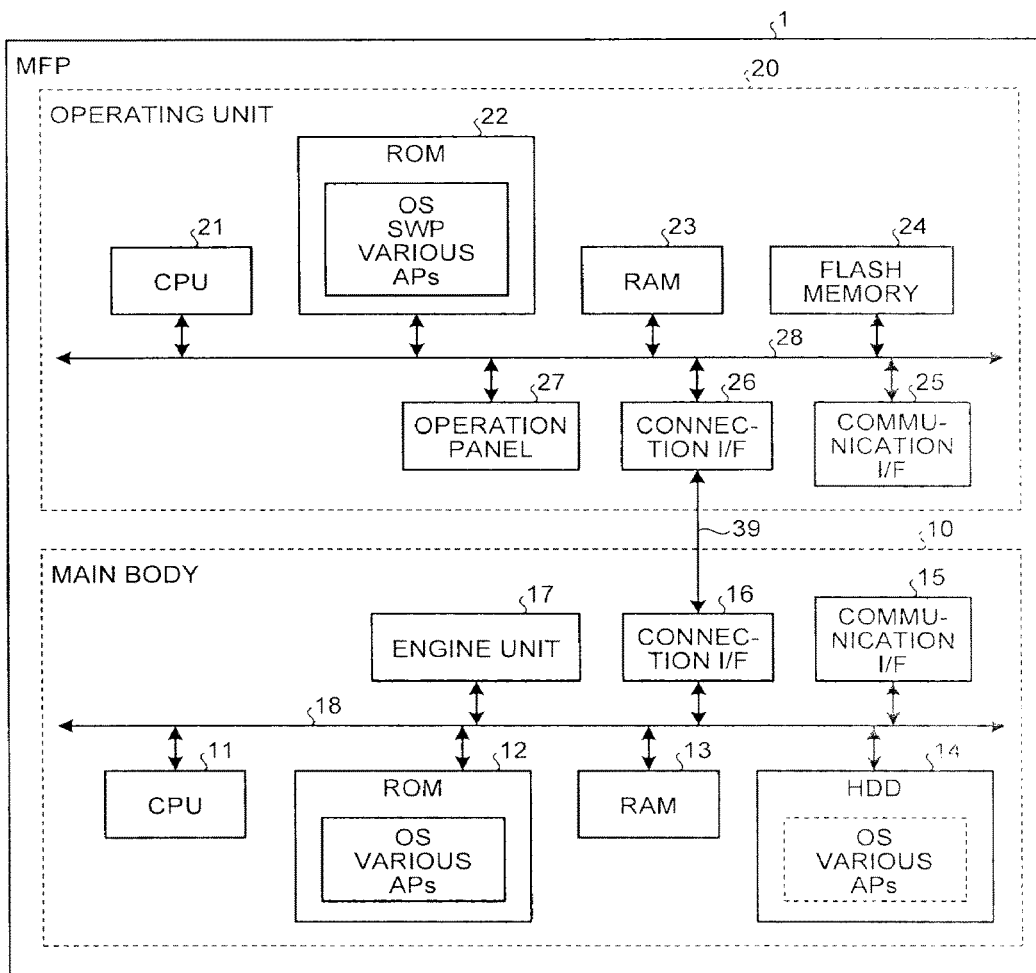 1
MFP
20
OPERATING UNIT
22
ROM
OS
SWP
VARIOUS
APs
21
CPU
23
RAM
24
FLASH
MEMORY
28
27
OPERATION
PANEL
26
CONNEC-
TION I/F
25
COMMU-
NICATION
I/F
39
10
MAIN BODY
17
ENGINE UNIT
16
CONNEC-
TION I/F
15
COMMU-
NICATION
I/F
18
11
CPU
12
ROM
OS
VARIOUS
APs
13
RAM
14
HDD
OS
VARIOUS
APs